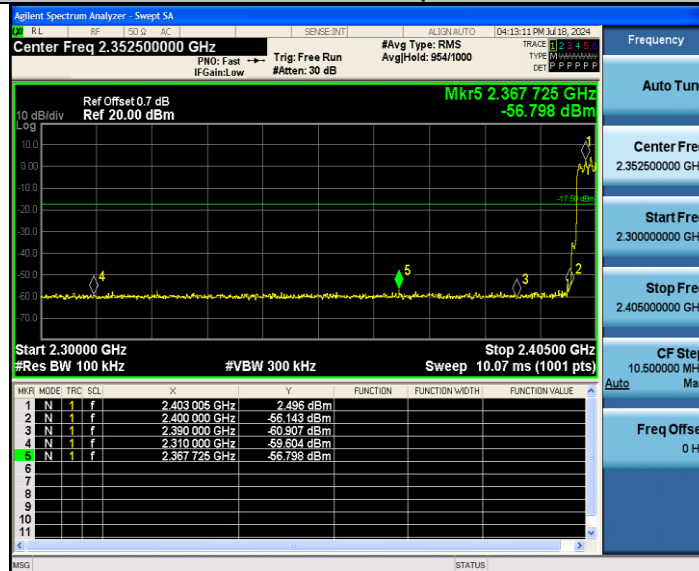 Agilent Spectrum Analyzer - Swept SA
RL RF 50 Ω AC SENSE:INT ALIGN AUTO 04:13:11 PM Jul 18, 2024
Center Freq 2.352500000 GHz #Avg Type: RMS TRACE 1 2 3 4 5 6
PNO: Fast Trig: Free Run Avg|Hold: 954/1000 TYPE M
IFGain:Low #Atten: 30 dB DET P P P P P P
Ref Offset 0.7 dB Mkr5 2.367 725 GHz
10 dB/div Ref 20.00 dBm -56.798 dBm
Log
10.0
0.00
-10.0
-17.50 dBm
-20.0
-30.0
-40.0
-50.0
-60.0
-70.0
1
2
3
4
5
Start 2.30000 GHz Stop 2.40500 GHz
#Res BW 100 kHz #VBW 300 kHz Sweep 10.07 ms (1001 pts)
MKR MODE TRC SCL X Y FUNCTION FUNCTION WIDTH FUNCTION VALUE
1 N 1 f 2.403 005 GHz 2.496 dBm
2 N 1 f 2.400 000 GHz -56.143 dBm
3 N 1 f 2.390 000 GHz -60.907 dBm
4 N 1 f 2.310 000 GHz -59.604 dBm
5 N 1 f 2.367 725 GHz -56.798 dBm
6
7
8
9
10
11
MSG STATUS
Frequency
Auto Tun
Center Fre
2.352500000 GH
Start Fre
2.300000000 GH
Stop Fre
2.405000000 GH
CF Ste
10.500000 MH
Auto Ma
Freq Offse
0 H